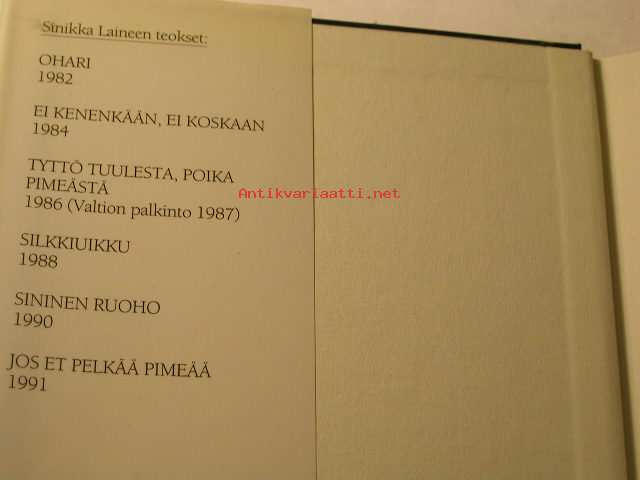 Sinikka Laineen teokset:
OHARI
1982
EI KENENKÄÄN, EI KOSKAAN
1984
TYTTÖ TUULESTA, POIKA
PIMEÄSTÄ
1986 (Valtion palkinto 1987)
SILKKIUIKKU
1988
SININEN RUOHO
1990
JOS ET PELKÄÄ PIMEÄÄ
1991
Antikvariaatti.net